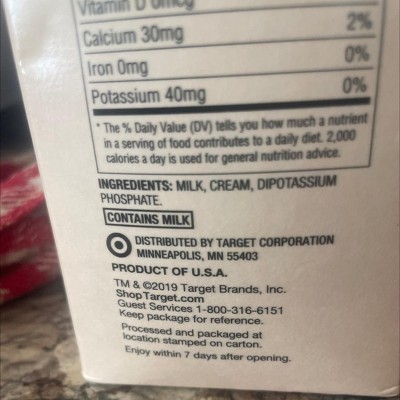 Vitamin D 0mcg
Calcium 30mg 2%
Iron 0mg 0%
Potassium 40mg 0%
* The % Daily Value (DV) tells you how much a nutrient
in a serving of food contributes to a daily diet. 2,000
calories a day is used for general nutrition advice.
INGREDIENTS: MILK, CREAM, DIPOTASSIUM
PHOSPHATE.
CONTAINS MILK
DISTRIBUTED BY TARGET CORPORATION
MINNEAPOLIS, MN 55403
PRODUCT OF U.S.A.
TM & ©2019 Target Brands, Inc.
ShopTarget.com
Guest Services 1-800-316-6151
Keep package for reference.
Processed and packaged at
location stamped on carton.
Enjoy within 7 days after opening.